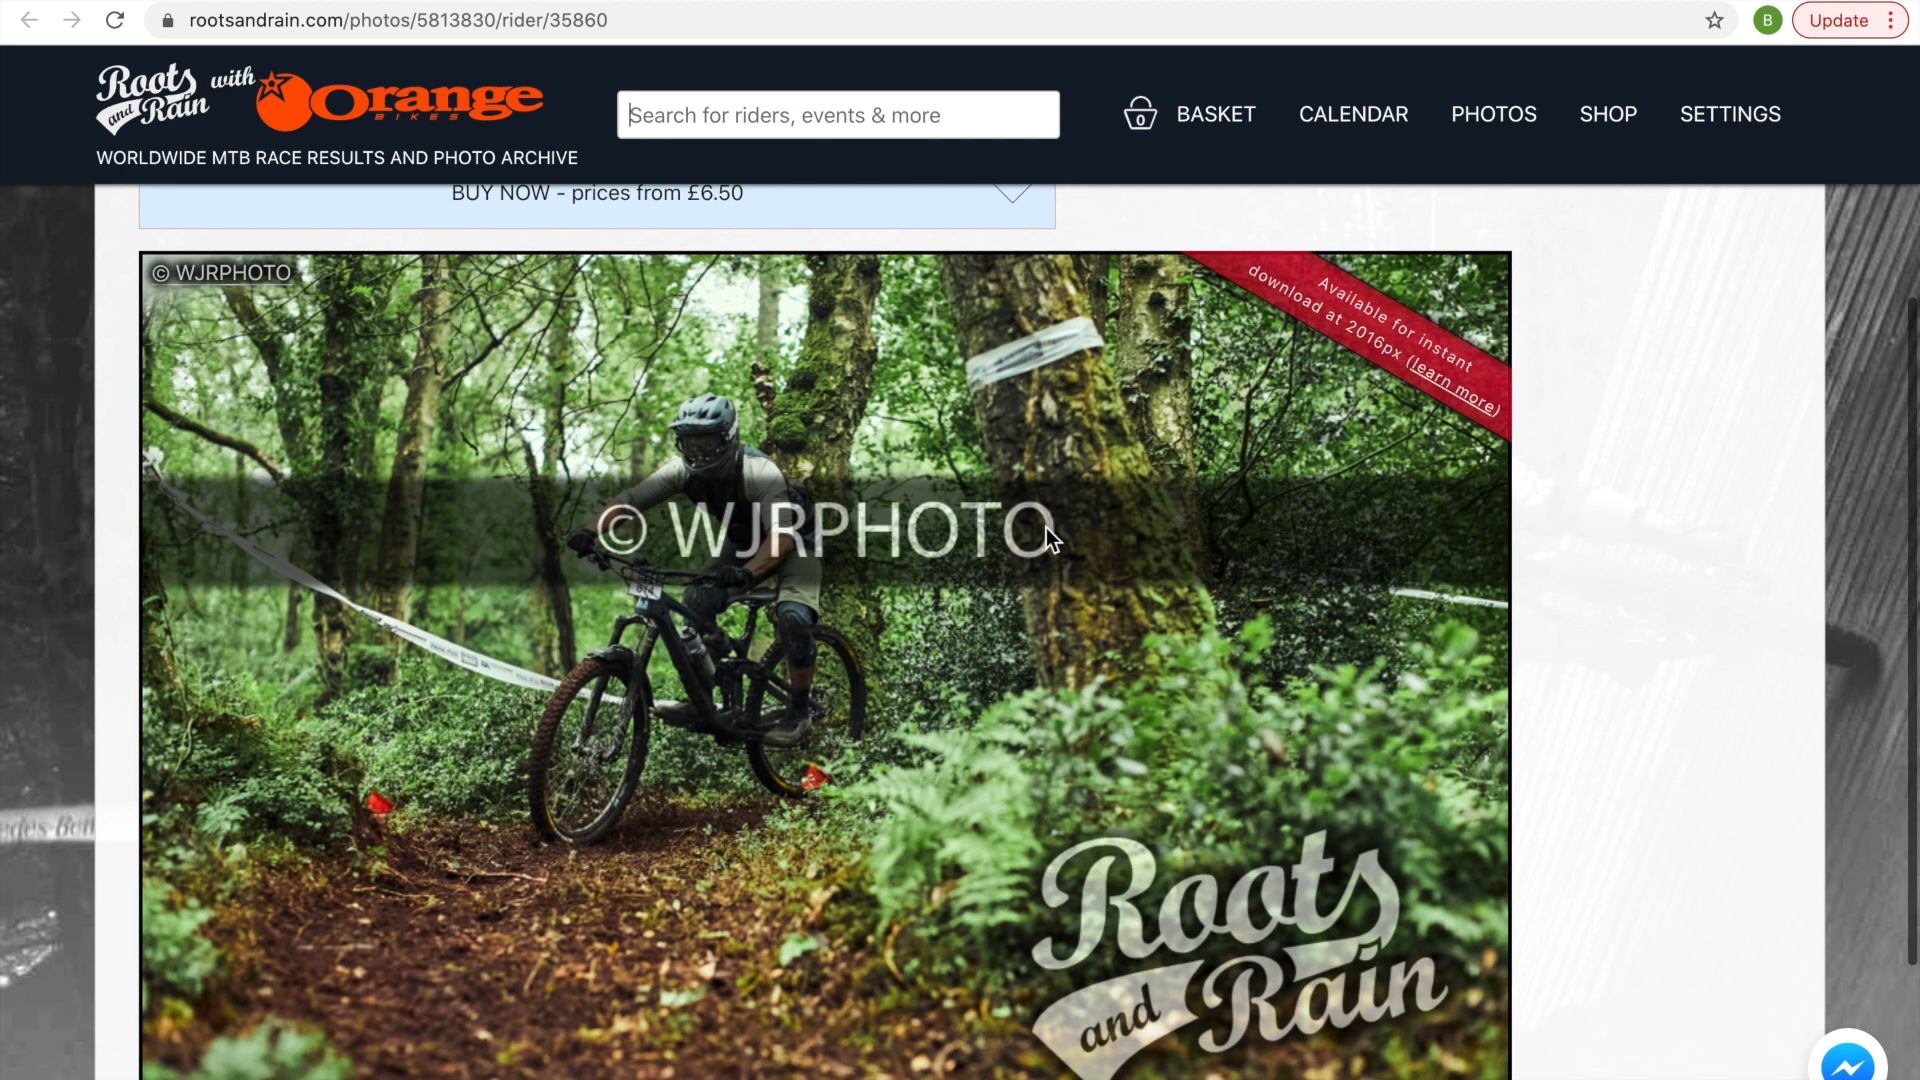 rootsandrain.com/photos/5813830/rider/35860
B
Update
Roots and Rain
with
Orange
BIKES
WORLDWIDE MTB RACE RESULTS AND PHOTO ARCHIVE
Search for riders, events & more
0
BASKET
CALENDAR
PHOTOS
SHOP
SETTINGS
BUY NOW - prices from £6.50
© WJRPHOTO
Available for instant
download at 2016px (learn more)
© WJRPHOTO
Roots
and Rain